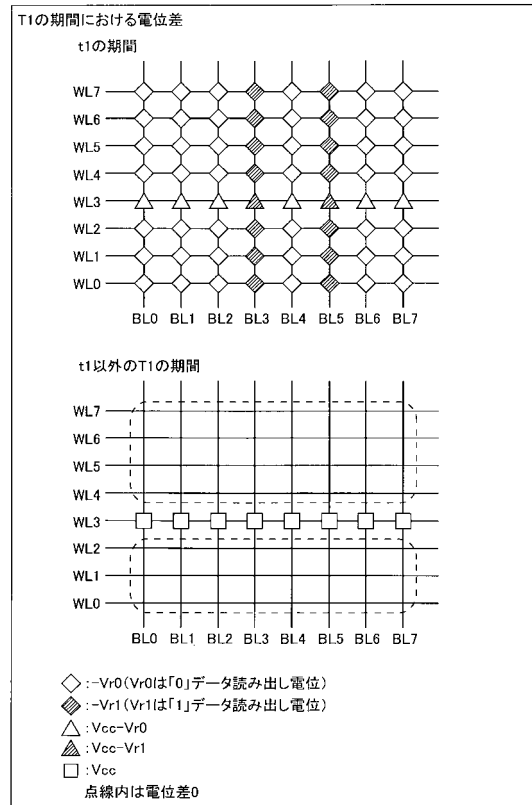 T1の期間における電位差
t1の期間
WL7
WL6
WL5
WL4
WL3
WL2
WL1
WL0
BL0 BL1 BL2 BL3 BL4 BL5 BL6 BL7
t1以外のT1の期間
WL7
WL6
WL5
WL4
WL3
WL2
WL1
WL0
BL0 BL1 BL2 BL3 BL4 BL5 BL6 BL7
:-Vr0(Vr0は「0」データ読み出し電位)
:-Vr1(Vr1は「1」データ読み出し電位)
:Vcc-Vr0
:Vcc-Vr1
:Vcc
点線内は電位差0